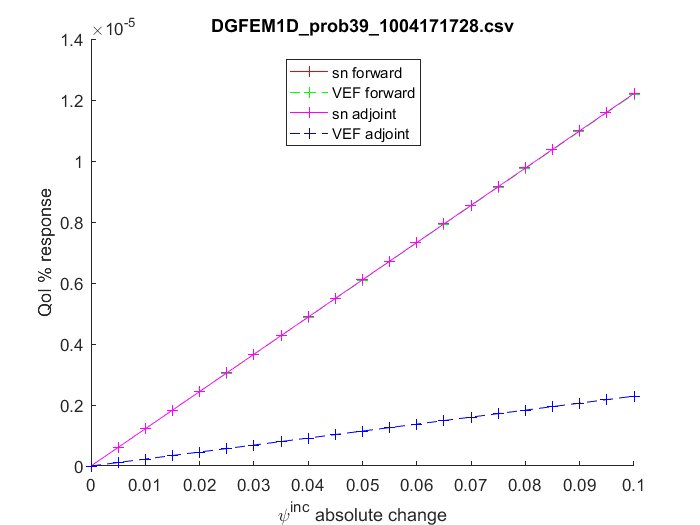 DGFEM1D_prob39_1004171728.csv
×10^-5
1.4
1.2
1
0.8
0.6
0.4
0.2
0
QoI % response
sn forward
VEF forward
sn adjoint
VEF adjoint
0 0.01 0.02 0.03 0.04 0.05 0.06 0.07 0.08 0.09 0.1
ψ^inc absolute change